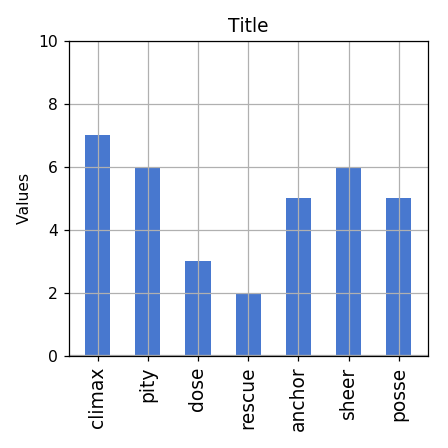 Title
10
8
6
4
2
0
Values
climax
pity
dose
rescue
anchor
sheer
posse